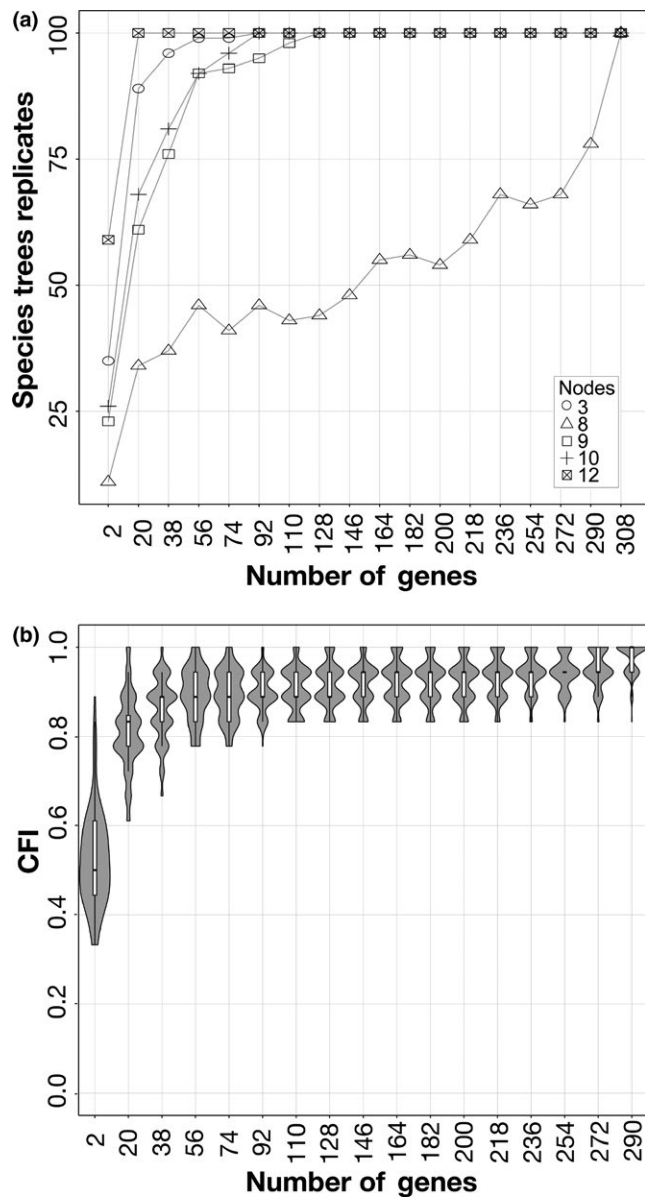 (a)
100
75
50
25
Species trees replicates
Nodes
3
8
9
10
12
2 20 38 56 74 92 110 128 146 164 182 200 218 236 254 272 290 308
Number of genes
(b)
1.0
0.8
0.6
0.4
0.2
0.0
CFI
2 20 38 56 74 92 110 128 146 164 182 200 218 236 254 272 290
Number of genes